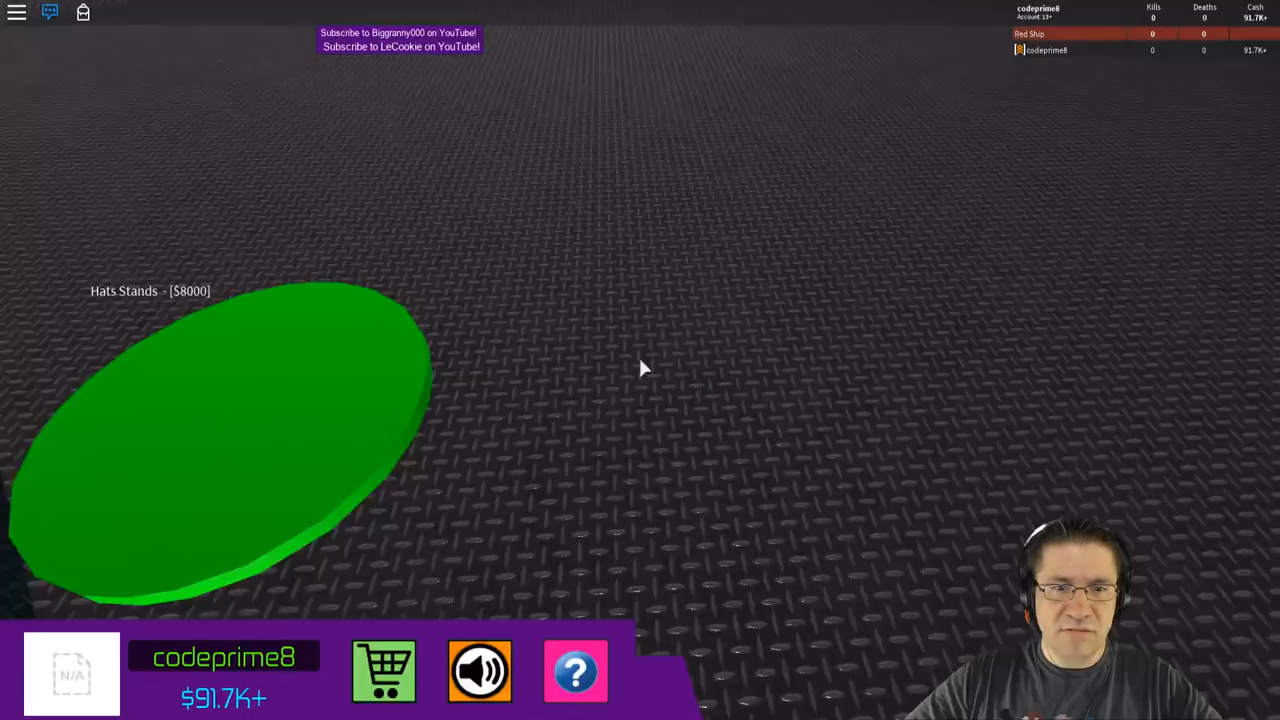 codeprime8
Account: 13+
Kills
0
Deaths
0
Cash
91.7K+
Red Ship 0 0
codeprime8 0 0 91.7K+
Subscribe to Biggranny000 on YouTube!
Subscribe to LeCookie on YouTube!
Hats Stands - [$8000]
N/A
codeprime8
$91.7K+
?